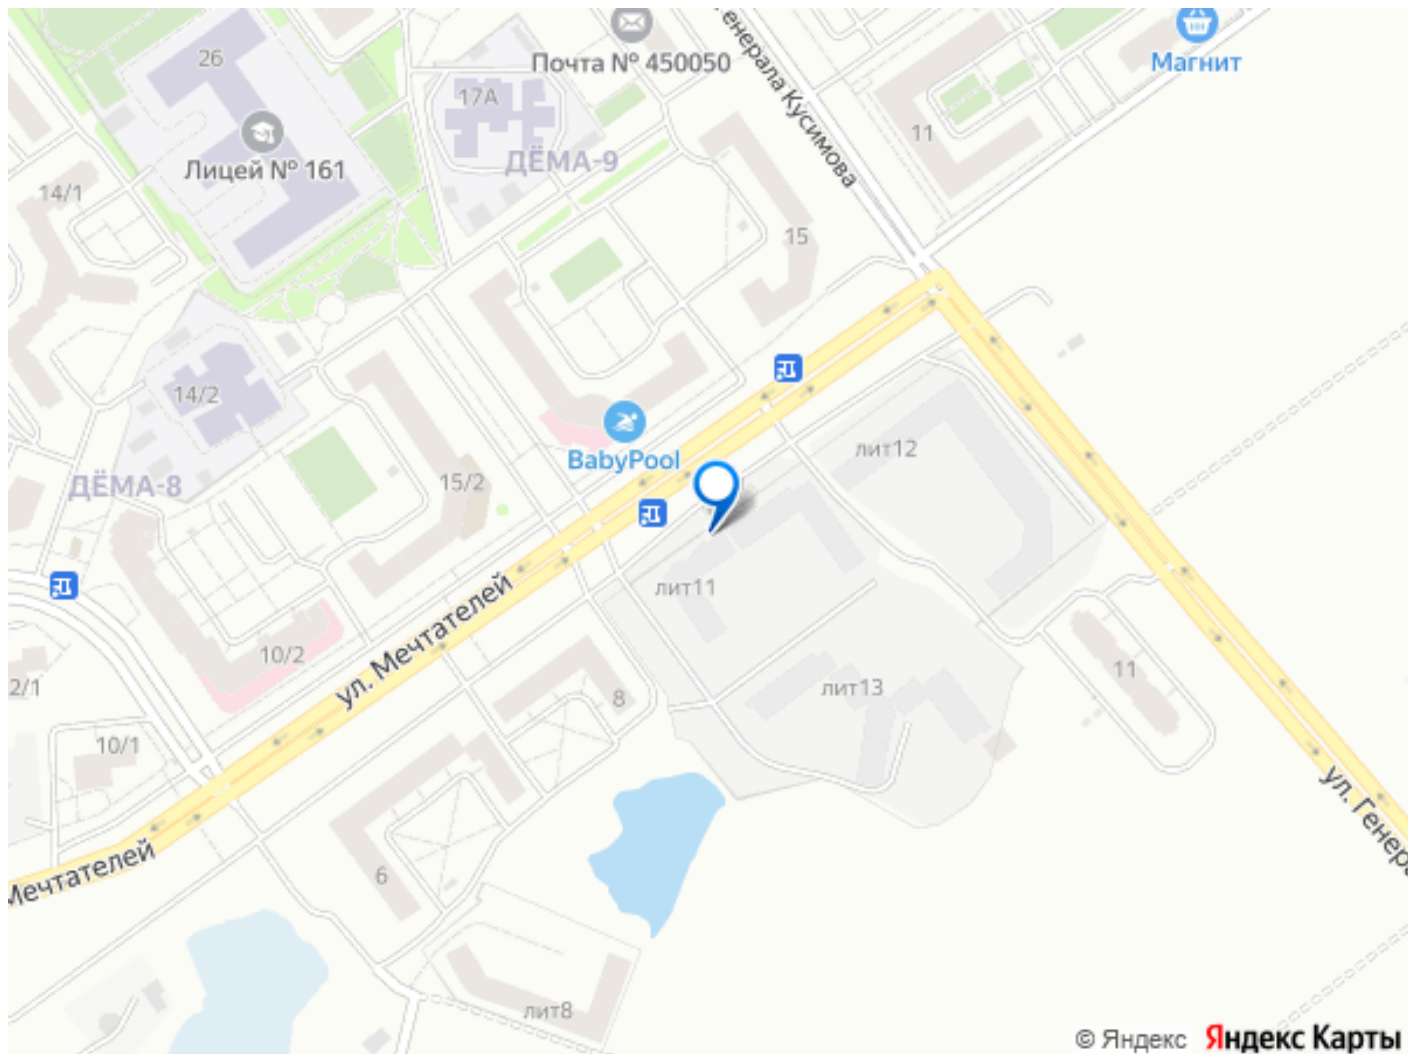 26
Почта № 450050
Генерала Кусимова
Магнит
17А
11
Лицей № 161
ДЁМА-9
14/1
15
14/2
BabyPool
лит12
ДЁМА-8
15/2
лит11
ул. Мечтателей
10/2
2/1
8
лит13
11
10/1
ул. Генера
Мечтателей
6
лит8
© Яндекс Яндекс Карты